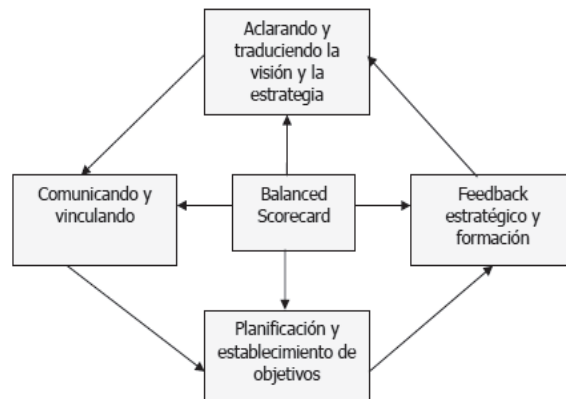 Aclarando y
traduciendo la
visión y la
estrategia
Comunicando y
vinculando
Balanced
Scorecard
Feedback
estratégico y
formación
Planificación y
establecimiento de
objetivos